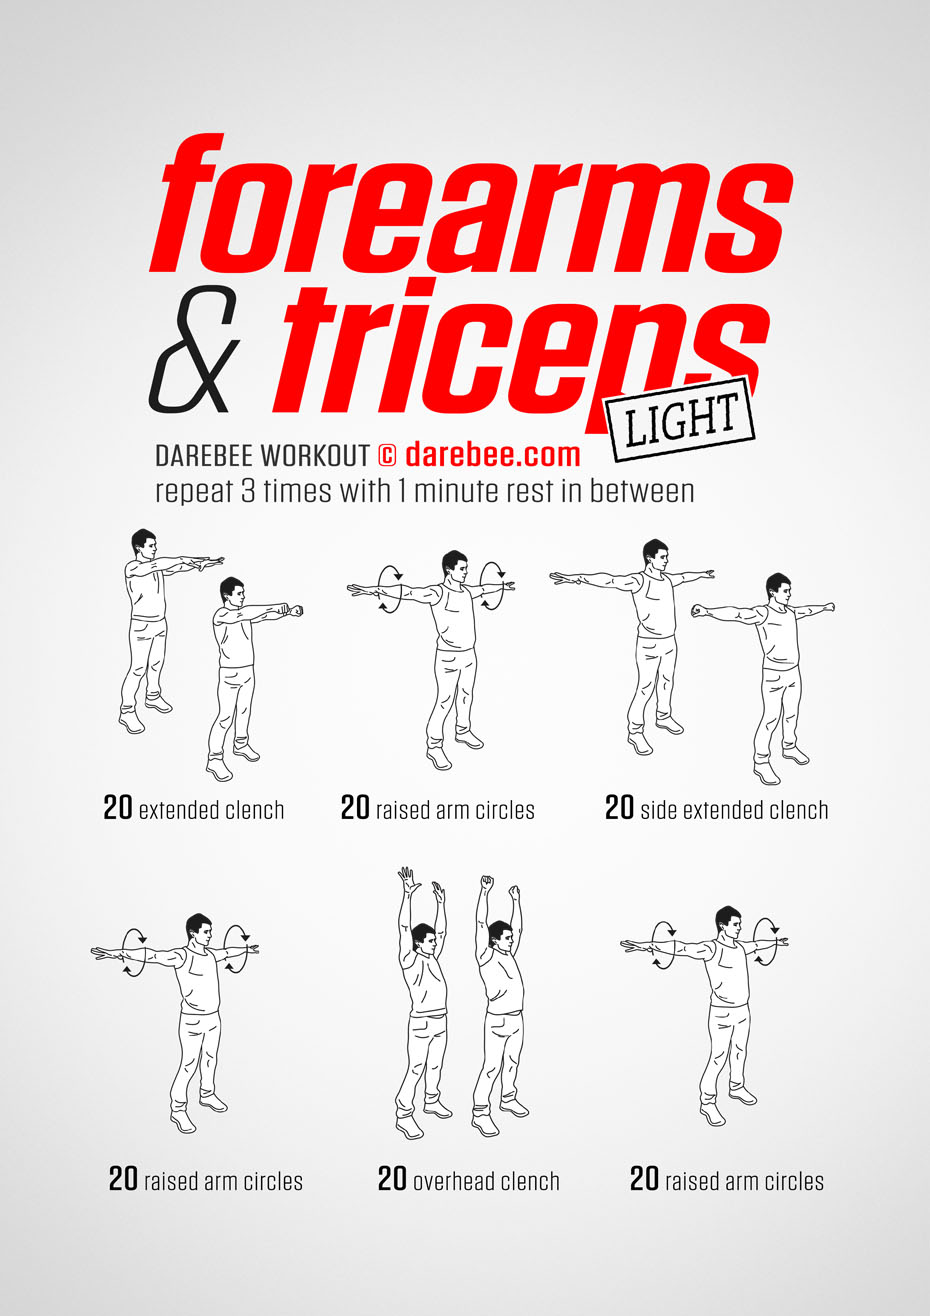 forearms
& triceps
LIGHT
DAREBEE WORKOUT © darebee.com
repeat 3 times with 1 minute rest in between
20 extended clench
20 raised arm circles
20 side extended clench
20 raised arm circles
20 overhead clench
20 raised arm circles